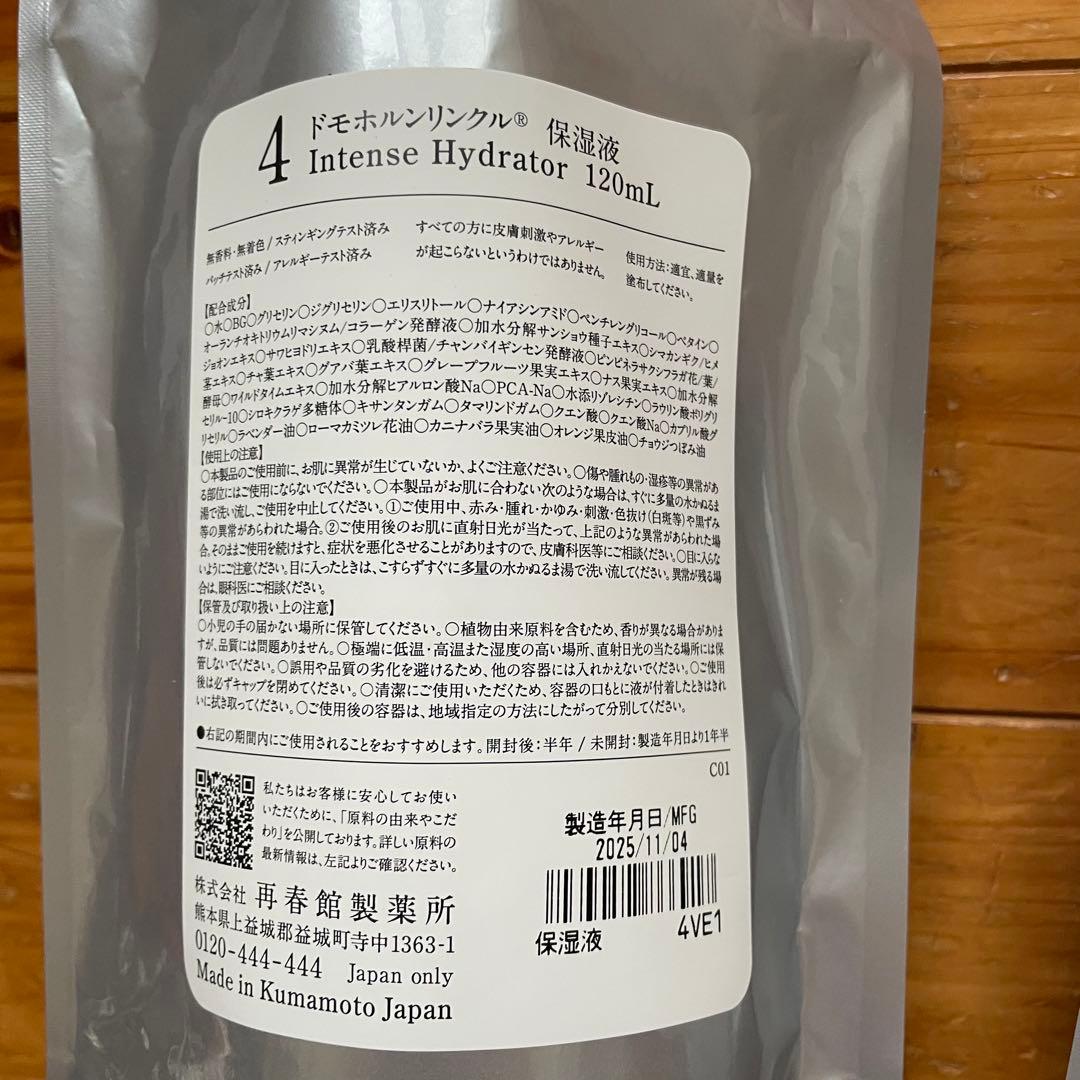 4 ドモホルンリンクル® 保湿液
Intense Hydrator 120mL
無香料・無着色 / スティンギングテスト済み
パッチテスト済み / アレルギーテスト済み
すべての方に皮膚刺激やアレルギー
が起こらないというわけではありません。
使用方法:適宜、適量を
塗布してください。
【配合成分】
○水○BG○グリセリン○ジグリセリン○エリスリトール○ナイアシンアミド○ペンチレングリコール○ベタイン○
オーランチオキトリウムリマシヌム/コラーゲン発酵液○加水分解サンショウ種子エキス○シマカンギク/ヒメ
ジョオンエキス○サワヒヨドリエキス○乳酸桿菌/チャンバイギンセン発酵液○ピンピネラサクシフラガ花/葉/
茎エキス○チャ葉エキス○グアバ葉エキス○グレープフルーツ果実エキス○ナス果実エキス○加水分解
酵母○ワイルドタイムエキス○加水分解ヒアルロン酸Na○PCA-Na○水添リゾレシチン○ラウリン酸ポリグリ
セリル-10○シロキクラゲ多糖体○キサンタンガム○タマリンドガム○クエン酸○クエン酸Na○カプリル酸グ
リセリル○ラベンダー油○ローマカミツレ花油○カニナバラ果実油○オレンジ果皮油○チョウジつぼみ油
【使用上の注意】
○本製品のご使用前に、お肌に異常が生じていないか、よくご注意ください。○傷や腫れもの・湿疹等の異常があ
る部位にはご使用にならないでください。○本製品がお肌に合わない次のような場合は、すぐに多量の水かぬるま
湯で洗い流し、ご使用を中止してください。①ご使用中、赤み・腫れ・かゆみ・刺激・色抜け(白斑等)や黒ずみ
等の異常があらわれた場合。②ご使用後のお肌に直射日光が当たって、上記のような異常があらわれた場
合。そのままご使用を続けますと、症状を悪化させることがありますので、皮膚科医等にご相談ください。○目に入らな
いようにご注意ください。目に入ったときは、こすらずすぐに多量の水かぬるま湯で洗い流してください。異常が残る場
合は、眼科医にご相談ください。
【保管及び取り扱い上の注意】
○小児の手の届かない場所に保管してください。○植物由来原料を含むため、香りが異なる場合がありま
すが、品質には問題ありません。○極端に低温・高温また湿度の高い場所、直射日光の当たる場所には保
管しないでください。○誤用や品質の劣化を避けるため、他の容器には入れかえないでください。○ご使用
後は必ずキャップを閉めてください。○清潔にご使用いただくため、容器の口もとに液が付着したときはきれ
いに拭き取ってください。○ご使用後の容器は、地域指定の方法にしたがって分別してください。
●右記の期間内にご使用されることをおすすめします。開封後:半年 / 未開封:製造年月日より1年半
C01
私たちはお客様に安心してお使い
いただくために、「原料の由来やこだ
わり」を公開しております。詳しい原料の
最新情報は、左記よりご確認ください。
製造年月日/MFG
2025/11/04
保湿液 4VE1
株式会社 再春館製薬所
熊本県上益城郡益城町寺中1363-1
0120-444-444 Japan only
Made in Kumamoto Japan